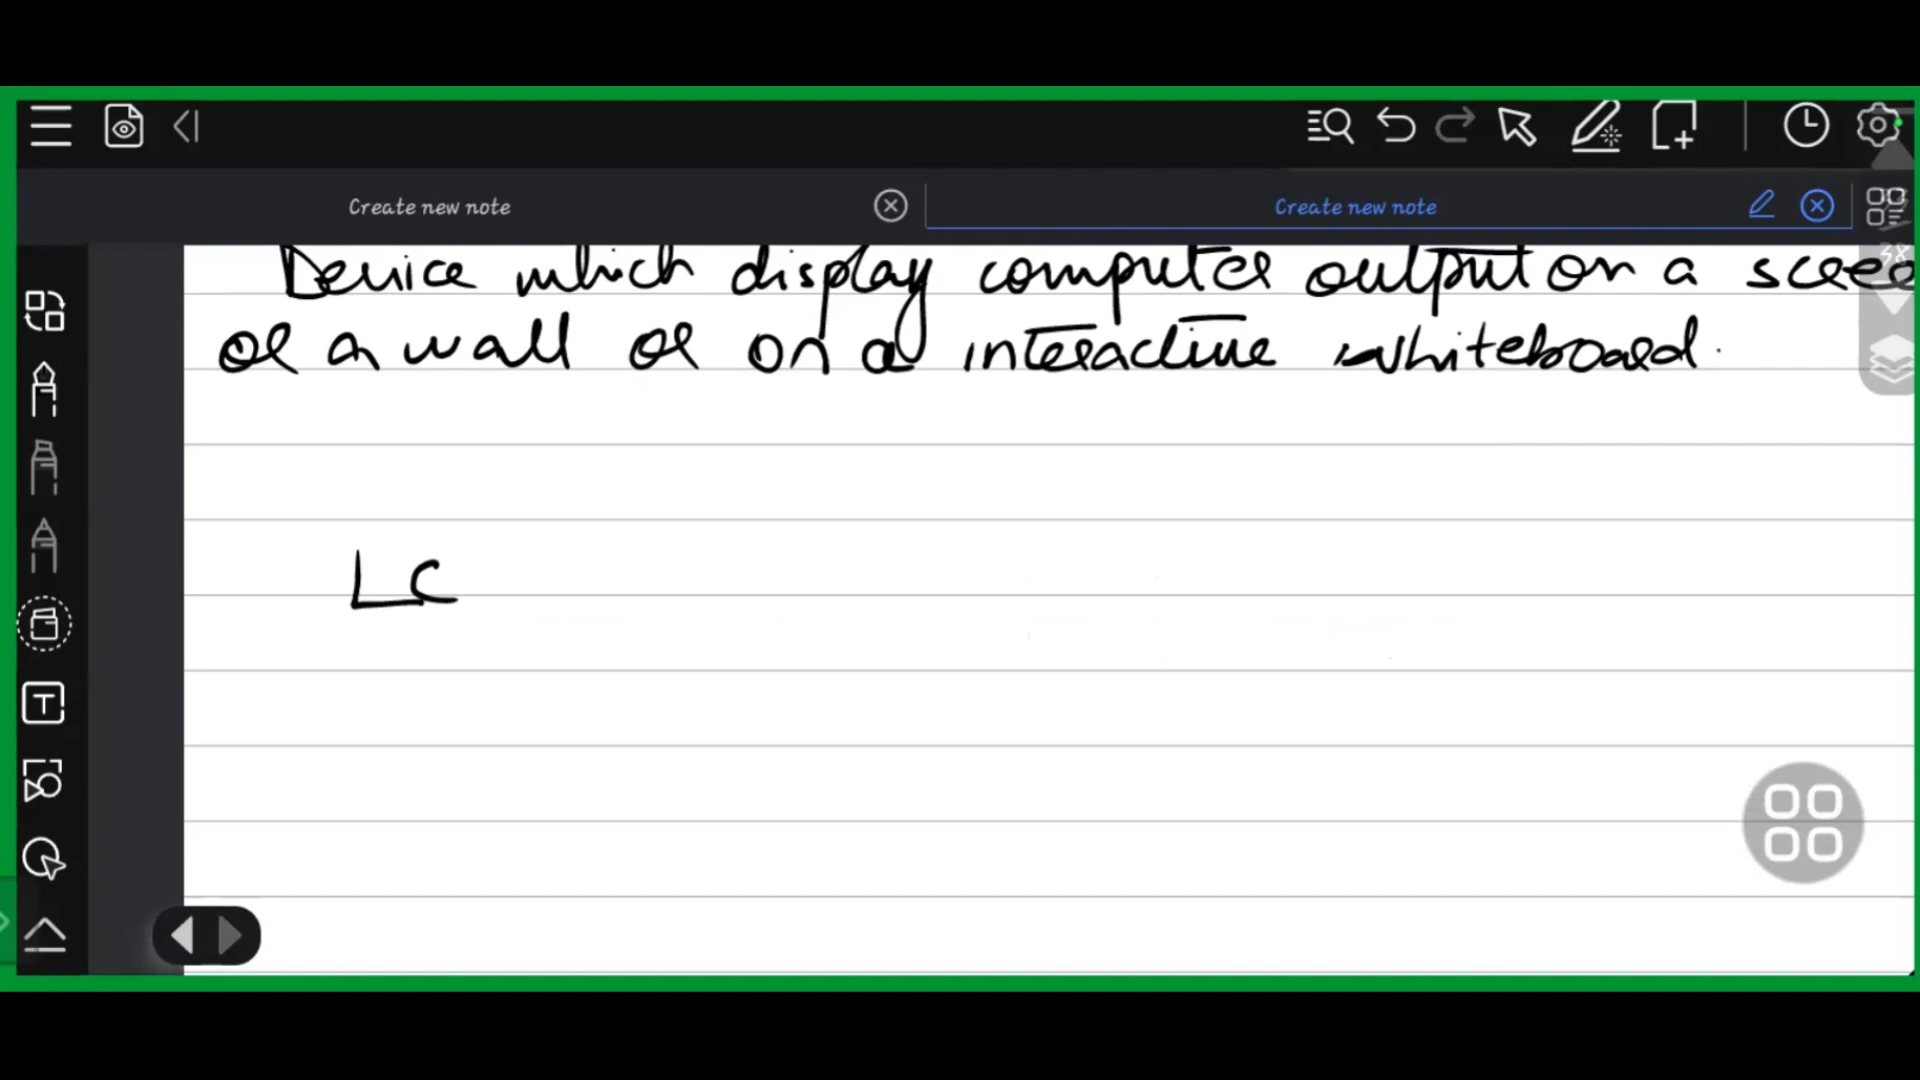 Create new note Create new note
Device which display computer output on a scree
or a wall or on a interactive whiteboard.
LC